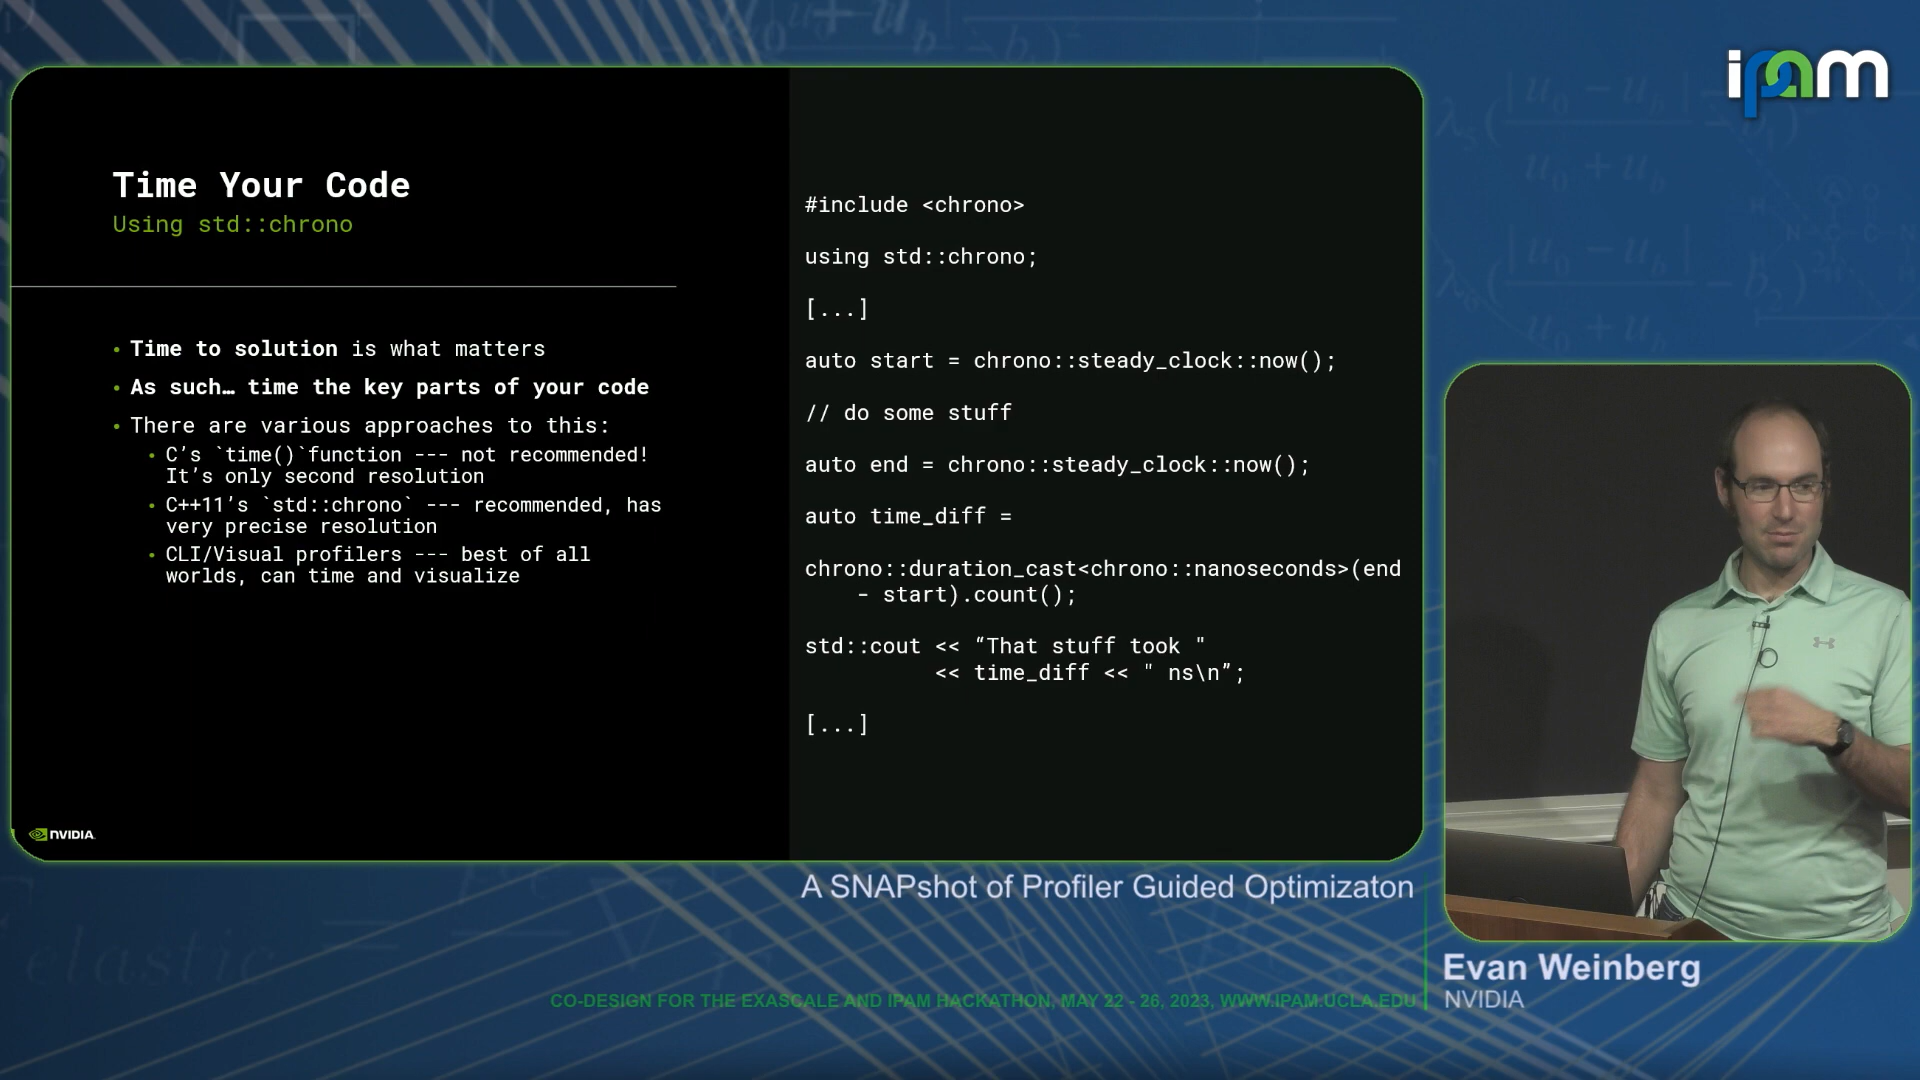 ipam
Time Your Code
Using std::chrono
• Time to solution is what matters
• As such… time the key parts of your code
• There are various approaches to this:
• C’s `time()`function --- not recommended!
It’s only second resolution
• C++11’s `std::chrono` --- recommended, has
very precise resolution
• CLI/Visual profilers --- best of all
worlds, can time and visualize
NVIDIA.
#include <chrono>
using std::chrono;
[...]
auto start = chrono::steady_clock::now();
// do some stuff
auto end = chrono::steady_clock::now();
auto time_diff =
chrono::duration_cast<chrono::nanoseconds>(end
- start).count();
std::cout << “That stuff took "
<< time_diff << " ns\n”;
[...]
A SNAPshot of Profiler Guided Optimizaton
Evan Weinberg
NVIDIA
CO-DESIGN FOR THE EXASCALE AND IPAM HACKATHON, MAY 22 - 26, 2023, WWW.IPAM.UCLA.EDU
elastic